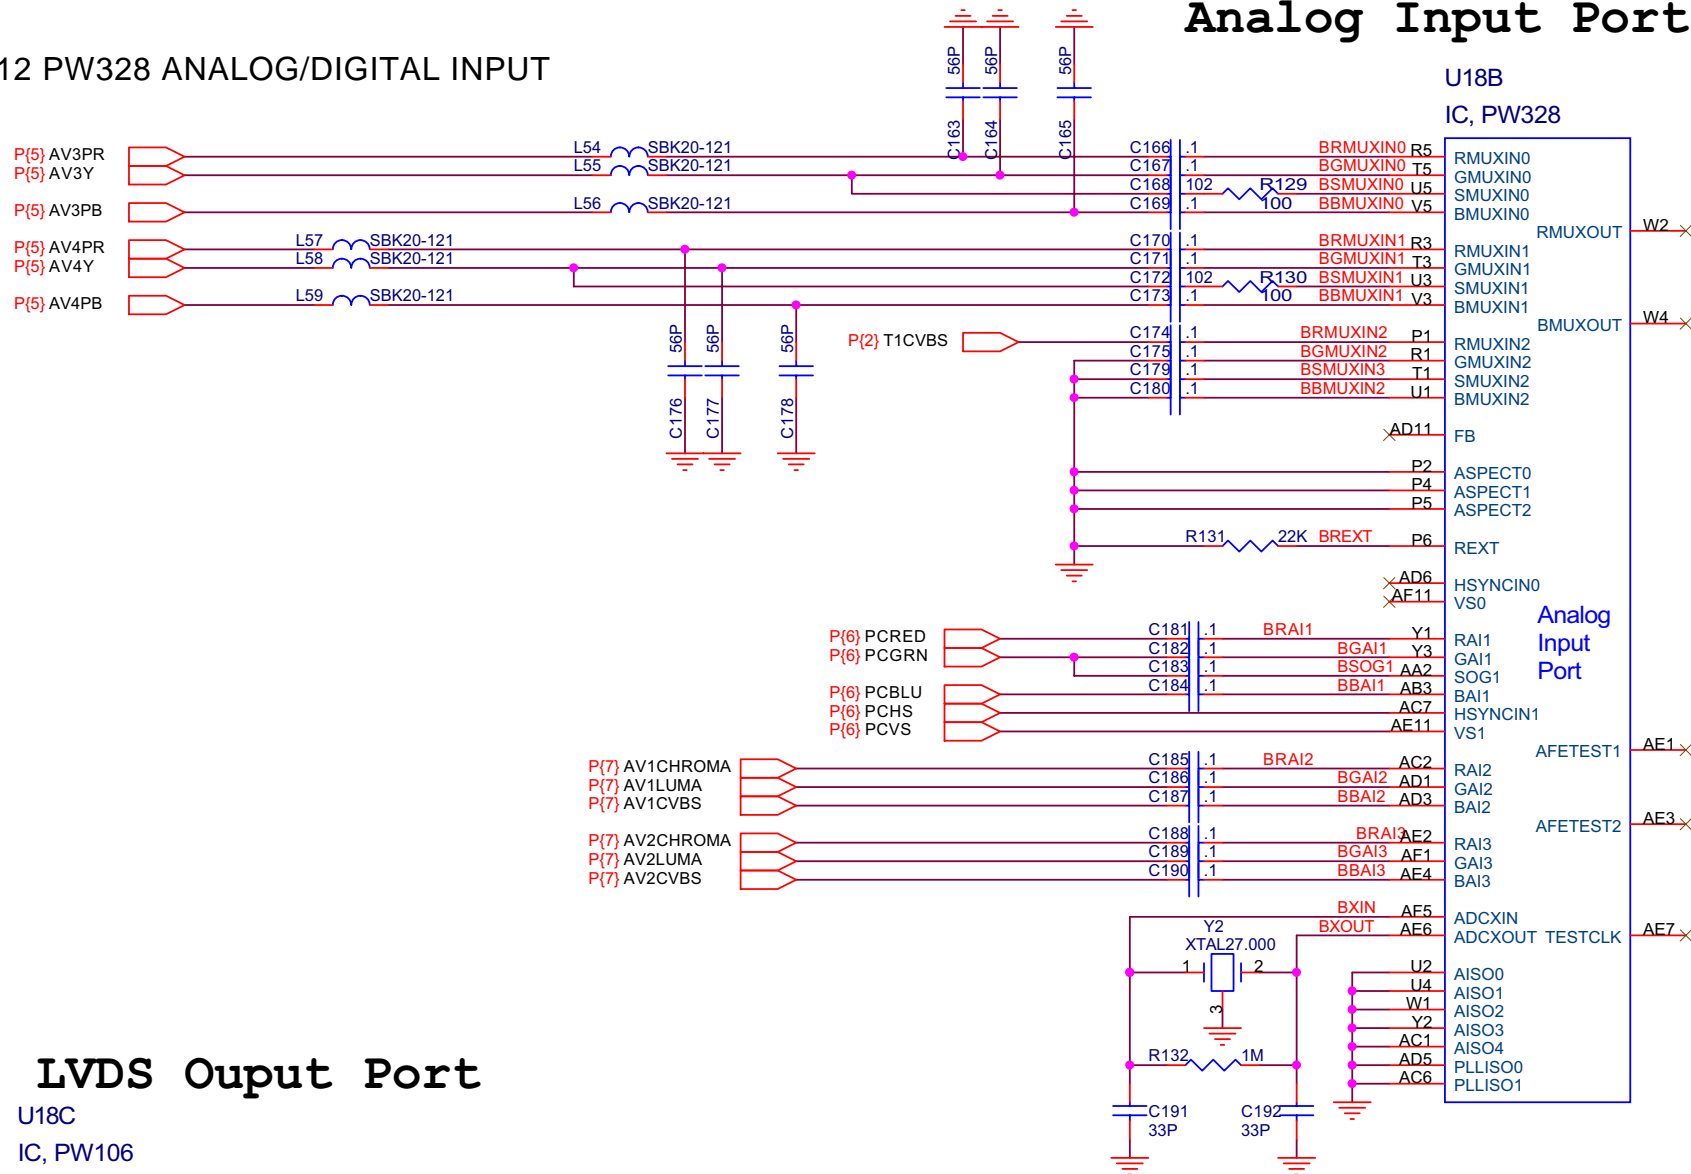 Analog Input Port
12 PW328 ANALOG/DIGITAL INPUT
U18B
IC, PW328
56P 56P 56P
C163 C164 C165
P{5} AV3PR L54 SBK20-121 C166 .1 BRMUXIN0 R5 RMUXIN0
P{5} AV3Y L55 SBK20-121 C167 .1 BGMUXIN0 T5 GMUXIN0
C168 102 R129 100 BSMUXIN0 U5 SMUXIN0
P{5} AV3PB L56 SBK20-121 C169 .1 BBMUXIN0 V5 BMUXIN0
RMUXOUT W2
P{5} AV4PR L57 SBK20-121 C170 .1 BRMUXIN1 R3 RMUXIN1
P{5} AV4Y L58 SBK20-121 C171 .1 BGMUXIN1 T3 GMUXIN1
C172 102 R130 100 BSMUXIN1 U3 SMUXIN1
P{5} AV4PB L59 SBK20-121 C173 .1 BBMUXIN1 V3 BMUXIN1
BMUXOUT W4
56P 56P 56P
C176 C177 C178
P{2} T1CVBS C174 .1 BRMUXIN2 P1 RMUXIN2
C175 .1 BGMUXIN2 R1 GMUXIN2
C179 .1 BSMUXIN3 T1 SMUXIN2
C180 .1 BBMUXIN2 U1 BMUXIN2
AD11 FB
P2 ASPECT0
P4 ASPECT1
P5 ASPECT2
R131 22K BREXT P6 REXT
AD6 HSYNCIN0
AF11 VS0
Analog
Input
Port
P{6} PCRED C181 .1 BRAI1 Y1 RAI1
P{6} PCGRN C182 .1 BGAI1 Y3 GAI1
C183 .1 BSOG1 AA2 SOG1
P{6} PCBLU C184 .1 BBAI1 AB3 BAI1
P{6} PCHS AC7 HSYNCIN1
P{6} PCVS AE11 VS1
AFETEST1 AE1
P{7} AV1CHROMA C185 .1 BRAI2 AC2 RAI2
P{7} AV1LUMA C186 .1 BGAI2 AD1 GAI2
P{7} AV1CVBS C187 .1 BBAI2 AD3 BAI2
AFETEST2 AE3
P{7} AV2CHROMA C188 .1 BRAI3 AE2 RAI3
P{7} AV2LUMA C189 .1 BGAI3 AF1 GAI3
P{7} AV2CVBS C190 .1 BBAI3 AE4 BAI3
BXIN AF5 ADCXIN
BXOUT AE6 ADCXOUT TESTCLK AE7
Y2
XTAL27.000
1 2
3
U2 AISO0
U4 AISO1
W1 AISO2
Y2 AISO3
AC1 AISO4
AD5 PLLISO0
AC6 PLLISO1
R132 1M
C191 C192
33P 33P
LVDS Ouput Port
U18C
IC, PW106